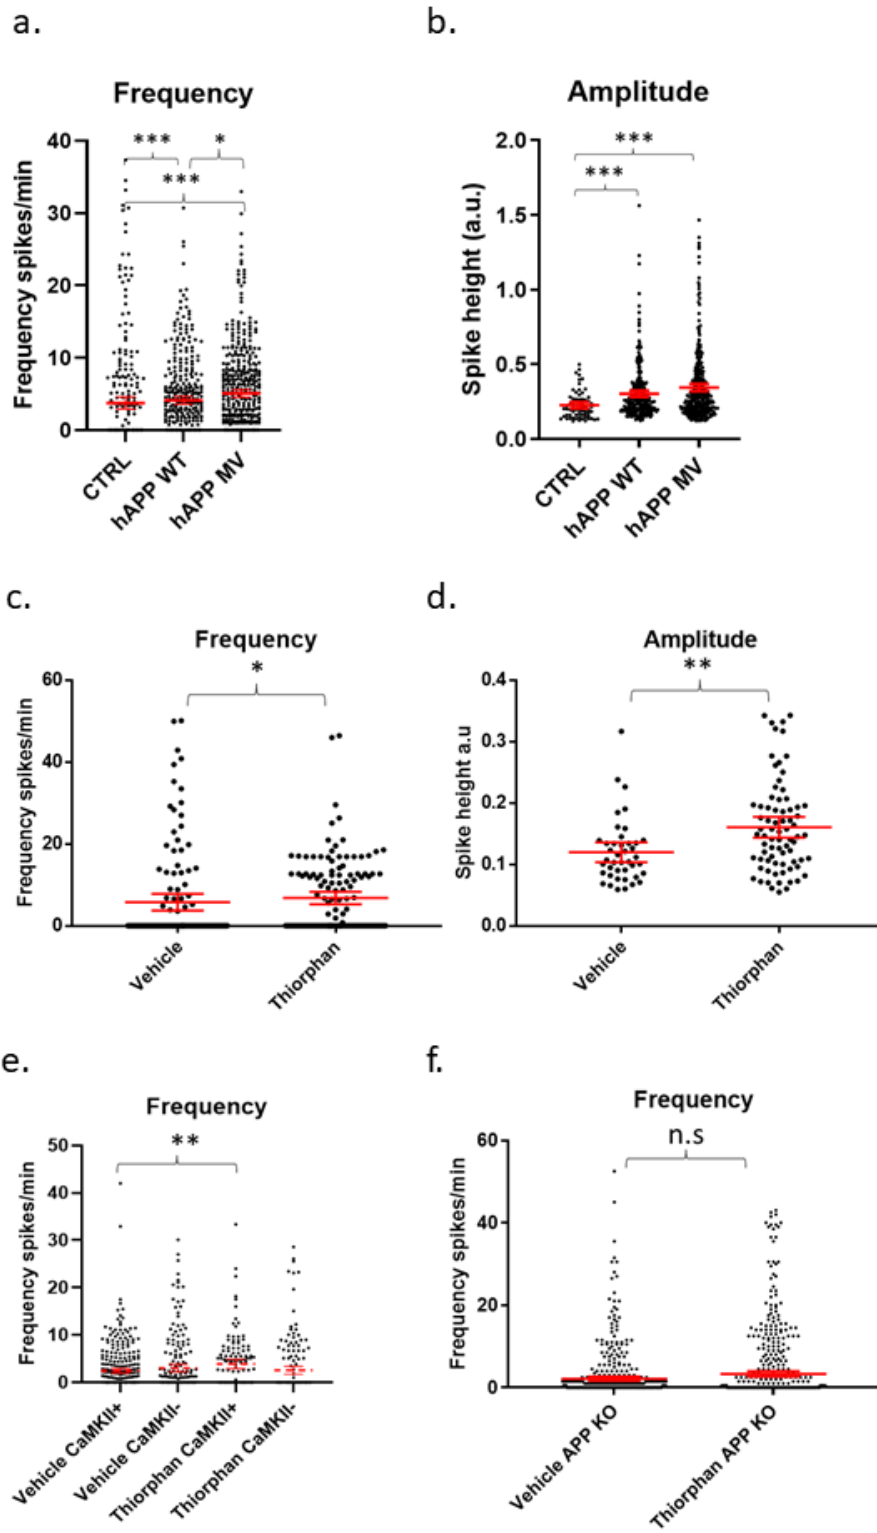 a.
Frequency
Frequency spikes/min
40
30
20
10
0
***
*
***
CTRL
hAPP WT
hAPP MV
b.
Amplitude
Spike height (a.u.)
2.0
1.5
1.0
0.5
0.0
***
***
CTRL
hAPP WT
hAPP MV
c.
Frequency
Frequency spikes/min
60
40
20
0
*
Vehicle
Thiorphan
d.
Amplitude
Spike height a.u
0.4
0.3
0.2
0.1
0.0
**
Vehicle
Thiorphan
e.
Frequency
Frequency spikes/min
50
40
30
20
10
0
**
Vehicle CaMKII+
Vehicle CaMKII-
Thiorphan CaMKII+
Thiorphan CaMKII-
f.
Frequency
Frequency spikes/min
60
40
20
0
n.s
Vehicle APP KO
Thiorphan APP KO